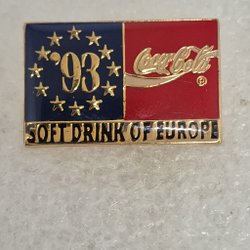 '93
Coca-Cola
®
SOFT DRINK OF EUROPE